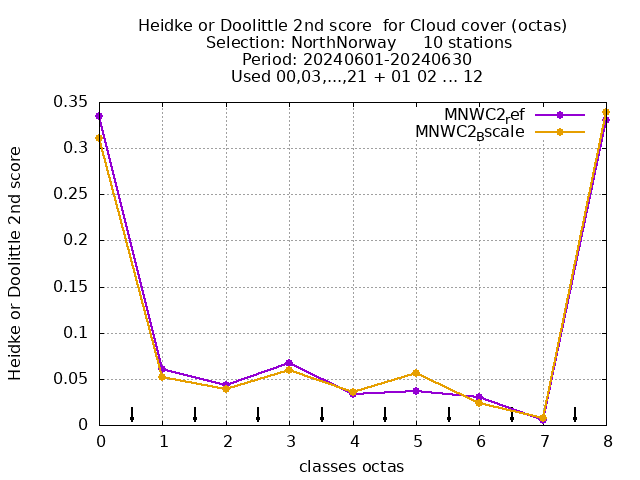 Heidke or Doolittle 2nd score  for Cloud cover (octas)
Selection: NorthNorway     10 stations
Period: 20240601-20240630
Used 00,03,...,21 + 01 02 ... 12
MNWC2ref
MNWC2Bscale
0.35
0.3
0.25
0.2
0.15
0.1
0.05
0
Heidke or Doolittle 2nd score
0 1 2 3 4 5 6 7 8
classes octas